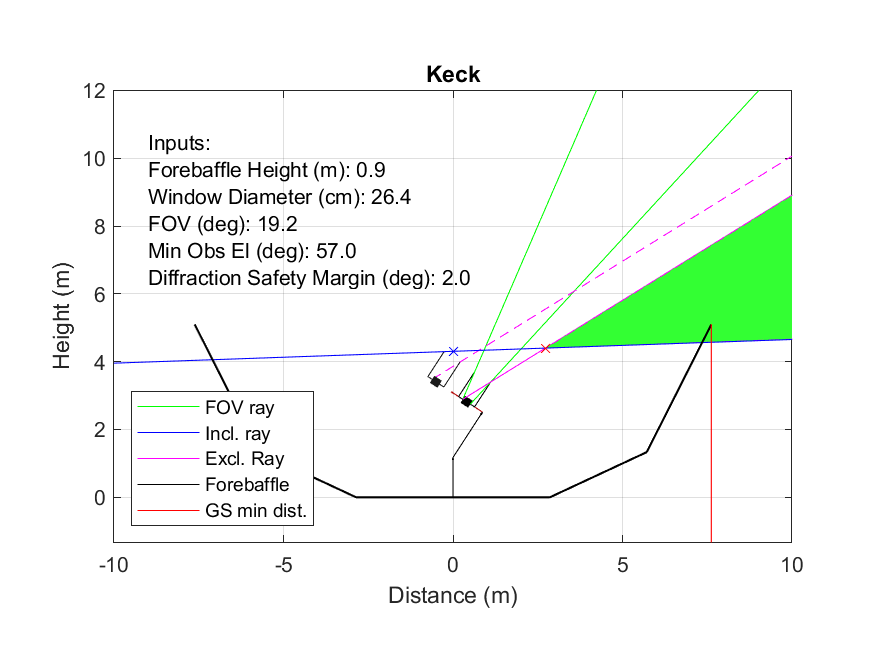 Keck
12
10
8
6
4
2
0
Height (m)
Inputs:
Forebaffle Height (m): 0.9
Window Diameter (cm): 26.4
FOV (deg): 19.2
Min Obs El (deg): 57.0
Diffraction Safety Margin (deg): 2.0
FOV ray
Incl. ray
Excl. Ray
Forebaffle
GS min dist.
-10
-5
0
5
10
Distance (m)